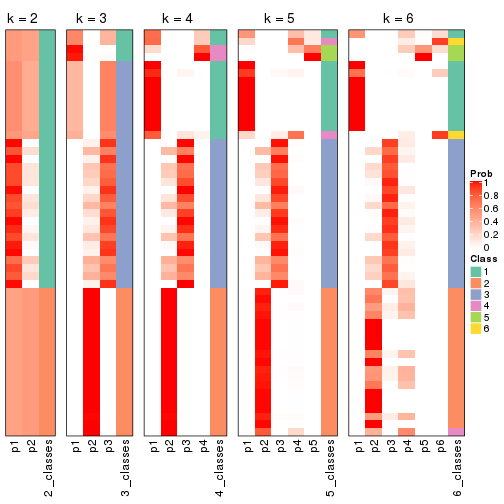 k = 2
k = 3
k = 4
k = 5
k = 6
p1
p2
2_classes
p1
p2
p3
3_classes
p1
p2
p3
p4
4_classes
p1
p2
p3
p4
p5
5_classes
p1
p2
p3
p4
p5
p6
6_classes
Prob
1
0.8
0.6
0.4
0.2
0
Class
1
2
3
4
5
6